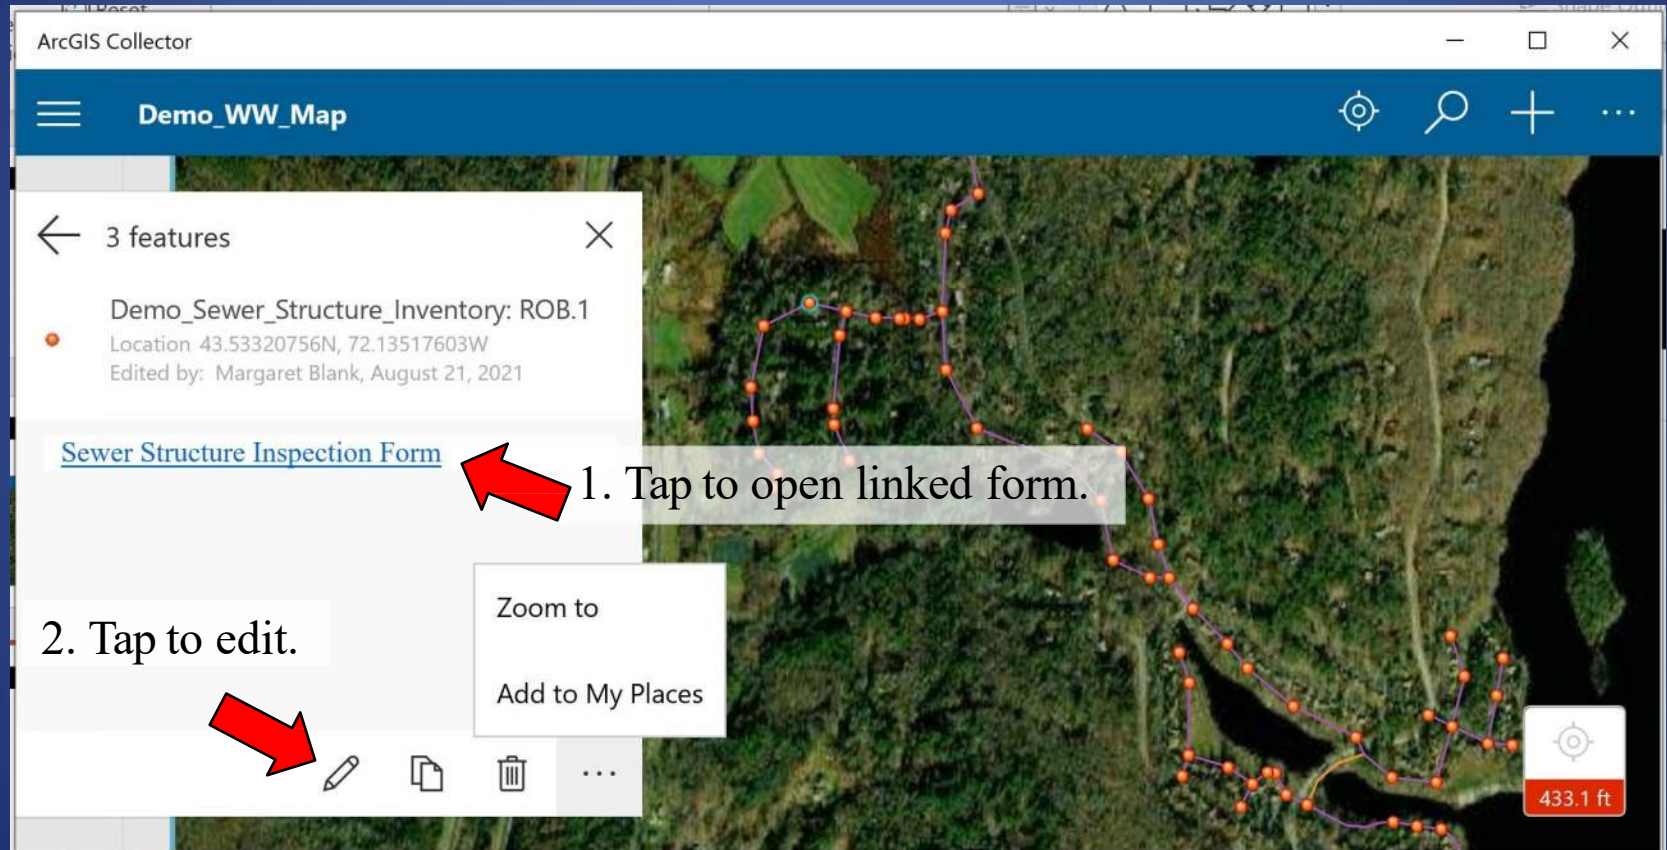 Reset
ArcGIS Collector
Demo_WW_Map
3 features
Demo_Sewer_Structure_Inventory: ROB.1
Location 43.53320756N, 72.13517603W
Edited by: Margaret Blank, August 21, 2021
Sewer Structure Inspection Form
1. Tap to open linked form.
Zoom to
2. Tap to edit.
Add to My Places
433.1 ft